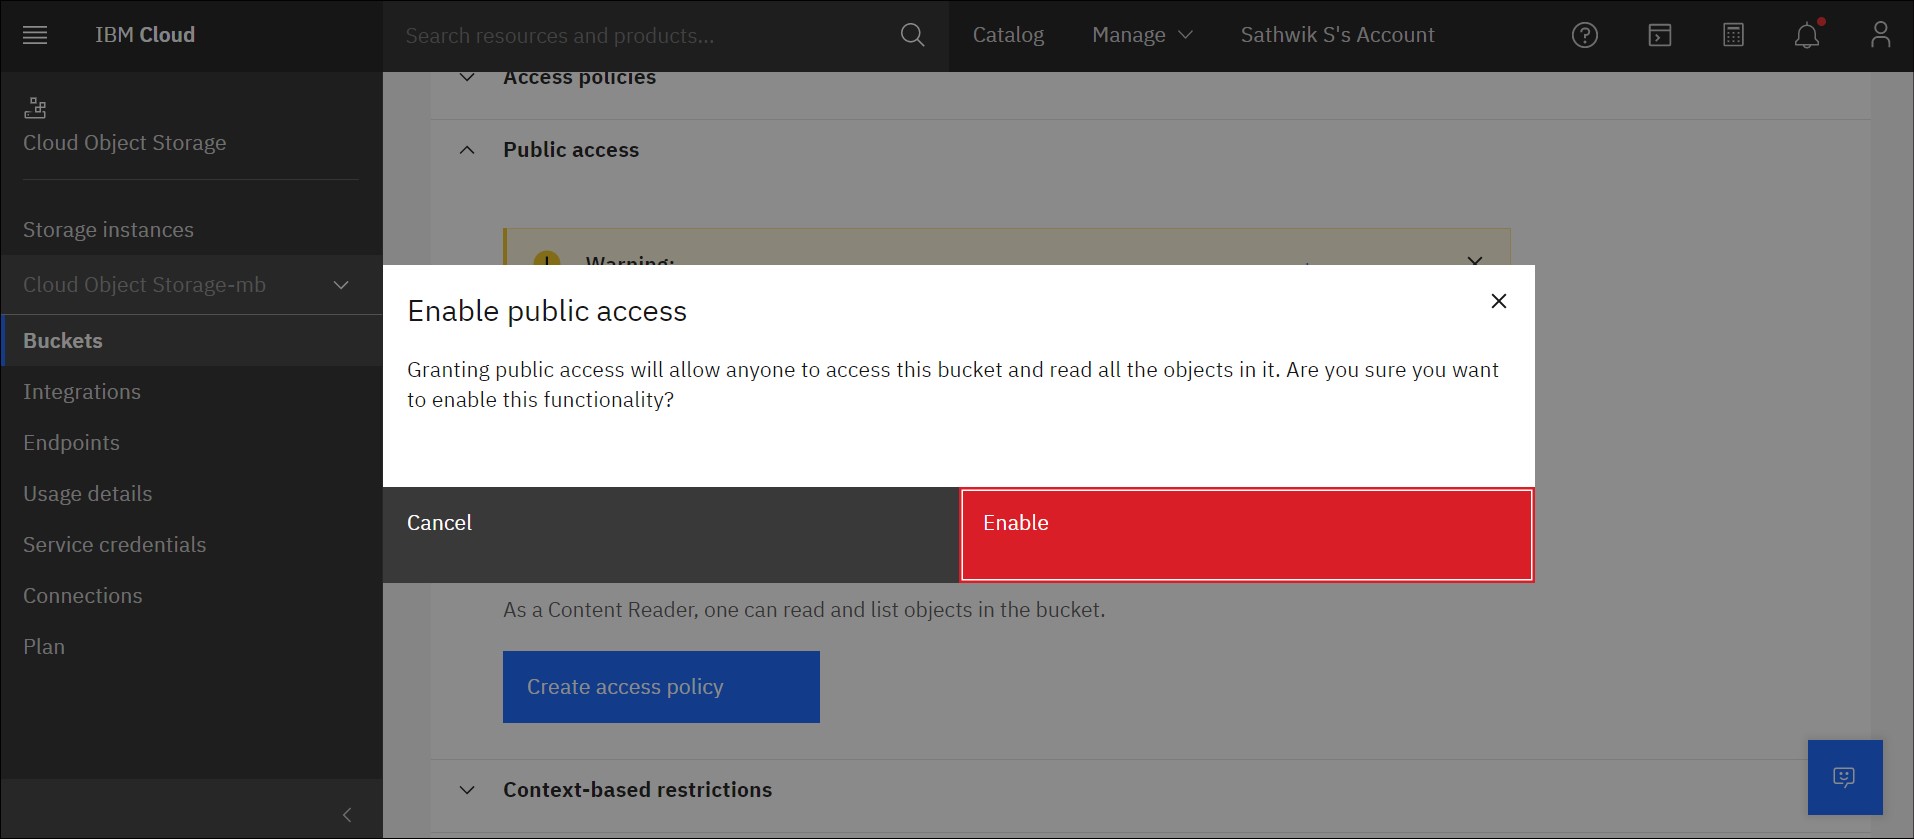 IBM Cloud
Search resources and products...
Catalog
Manage
Sathwik S's Account
Cloud Object Storage
Storage instances
Cloud Object Storage-mb
Buckets
Integrations
Endpoints
Usage details
Service credentials
Connections
Plan
Access policies
Public access
Warning:
Enable public access
Granting public access will allow anyone to access this bucket and read all the objects in it. Are you sure you want
to enable this functionality?
Cancel
Enable
As a Content Reader, one can read and list objects in the bucket.
Create access policy
Context-based restrictions